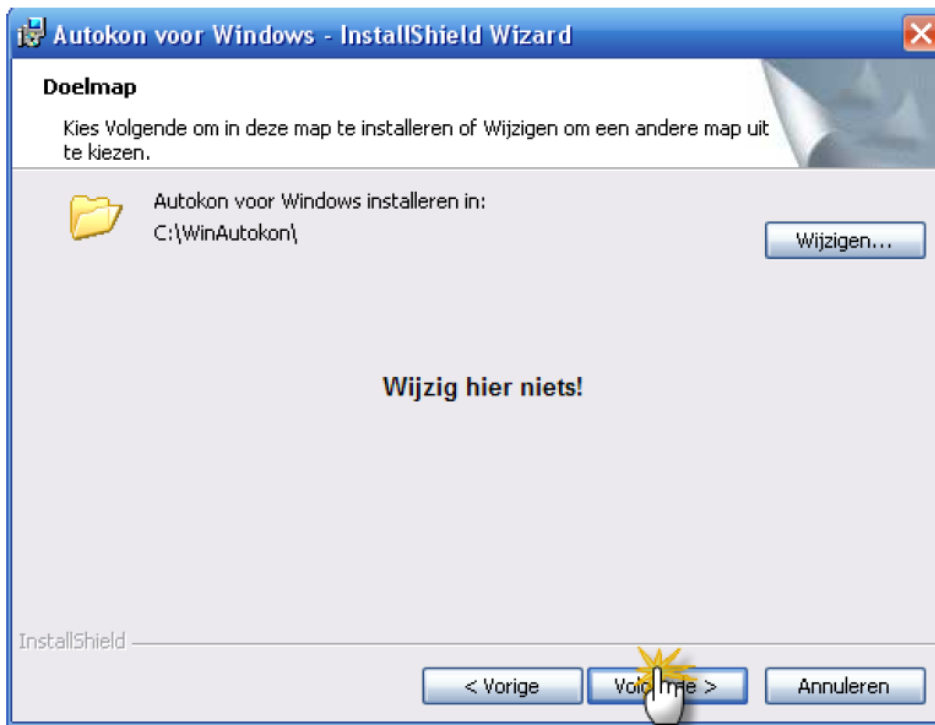 Autokon voor Windows - InstallShield Wizard
Doelmap
Kies Volgende om in deze map te installeren of Wijzigen om een andere map uit
te kiezen.
Autokon voor Windows installeren in:
C:\WinAutokon\
Wijzigen...
Wijzig hier niets!
InstallShield
< Vorige
>
Annuleren